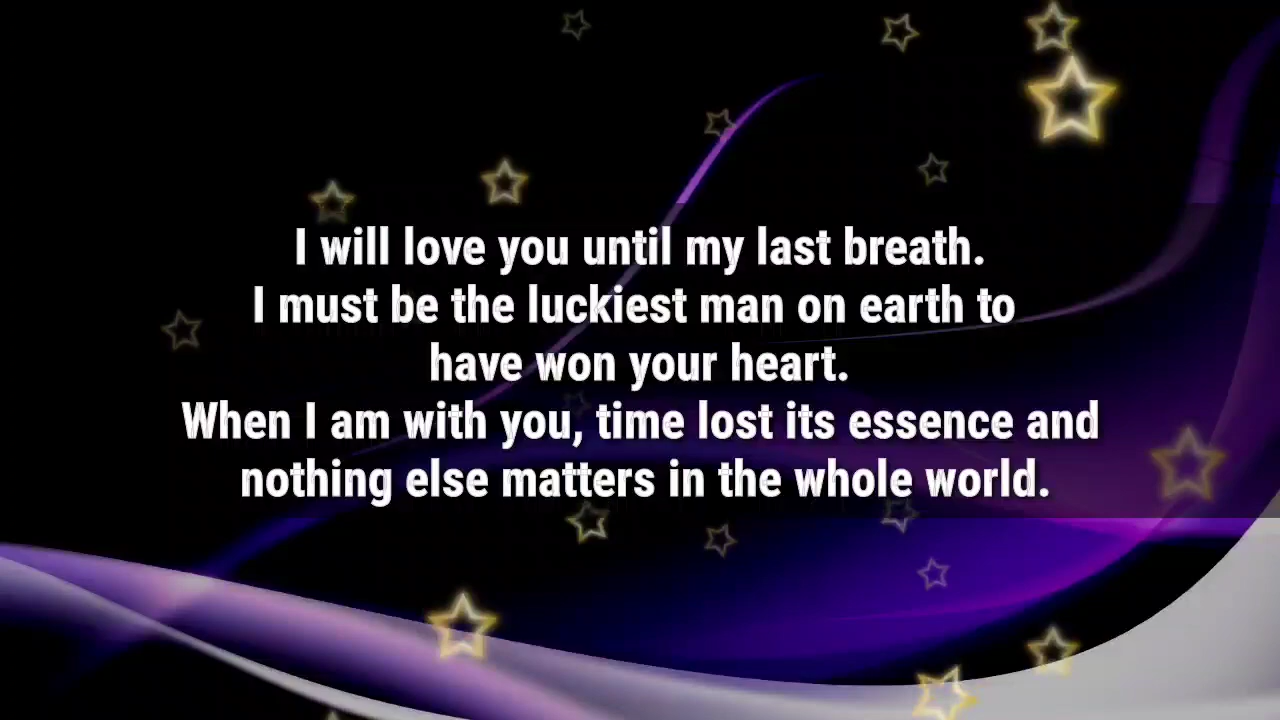 I will love you until my last breath.
I must be the luckiest man on earth to
have won your heart.
When I am with you, time lost its essence and
nothing else matters in the whole world.